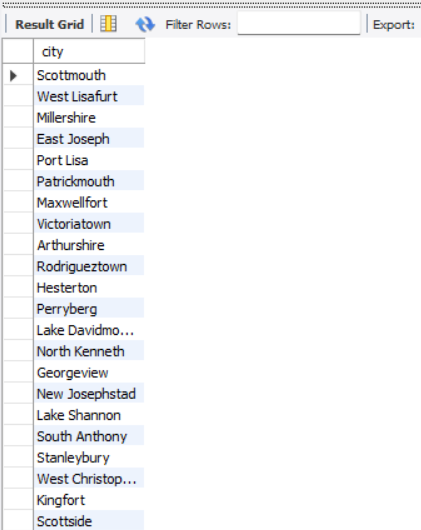 Result Grid Filter Rows: Export:
city
Scottmouth
West Lisafurt
Millershire
East Joseph
Port Lisa
Patrickmouth
Maxwellfort
Victoriatown
Arthurshire
Rodrigueztown
Hesterton
Perryberg
Lake Davidmo...
North Kenneth
Georgeview
New Josephstad
Lake Shannon
South Anthony
Stanleybury
West Christop...
Kingfort
Scottside